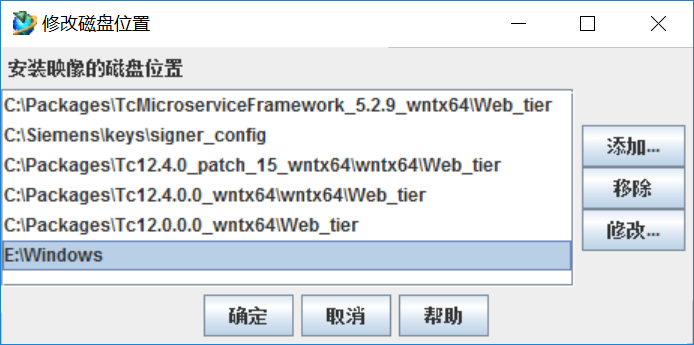 修改磁盘位置
安装映像的磁盘位置
C:\Packages\TcMicroserviceFramework_5.2.9_wntx64\Web_tier
C:\Siemens\keys\signer_config
C:\Packages\Tc12.4.0_patch_15_wntx64\wntx64\Web_tier
C:\Packages\Tc12.4.0.0_wntx64\wntx64\Web_tier
C:\Packages\Tc12.0.0.0_wntx64\Web_tier
E:\Windows
添加...
移除
修改...
确定 取消 帮助